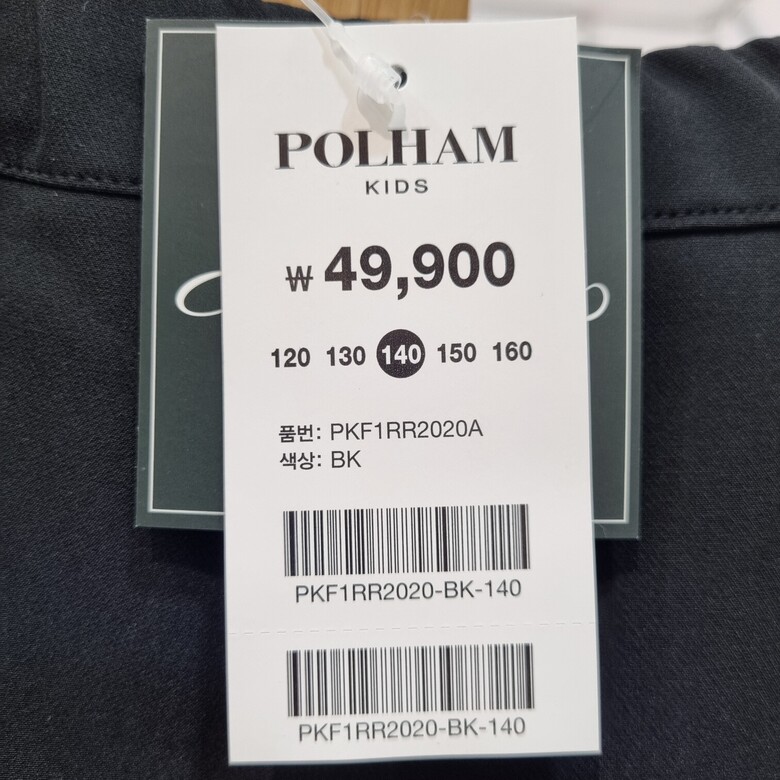 POLHAM
KIDS
₩ 49,900
120 130 140 150 160
품번: PKF1RR2020A
색상: BK
PKF1RR2020-BK-140
PKF1RR2020-BK-140